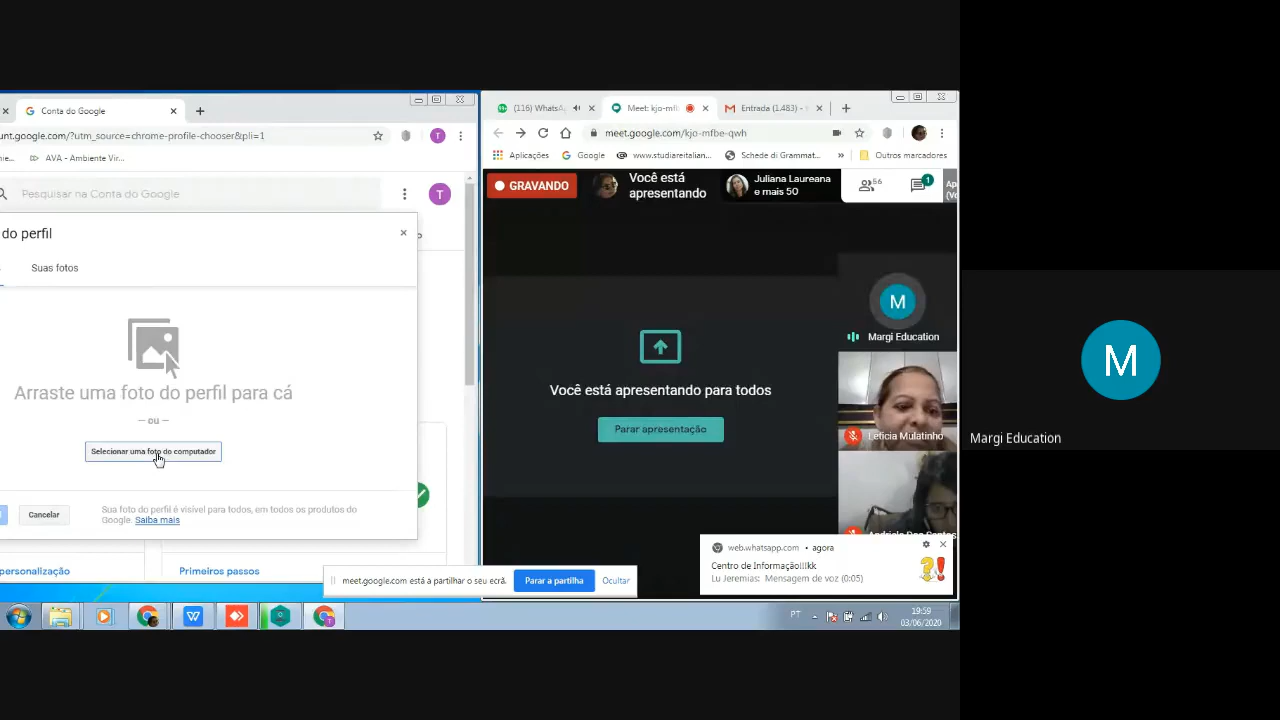 Conta do Google
unt.google.com/?utm_source=chrome-profile-chooser&pli=1
T
AVA - Ambiente Vir...
Pesquisar na Conta do Google
T
do perfil
Suas fotos
Arraste uma foto do perfil para cá
— ou —
Selecionar uma foto do computador
Cancelar
Sua foto do perfil é visível para todos, em todos os produtos do
Google. Saiba mais
personalização
Primeiros passos
(116) WhatsA
Meet: kjo-mfb
Entrada (1.483) -
meet.google.com/kjo-mfbe-qwh
Aplicações
Google
www.studiareitalian...
Schede di Grammat...
»
Outros marcadores
GRAVANDO
Você está
apresentando
Juliana Laureana
e mais 50
56
1
Ap
(Vo
M
Margi Education
Você está apresentando para todos
Parar apresentação
Leticia Mulatinho
web.whatsapp.com • agora
Centro de Informaçãolllkk
Lu Jeremias: Mensagem de voz (0:05)
meet.google.com está a partilhar o seu ecrã.
Parar a partilha
Ocultar
PT
19:59
03/06/2020
M
Margi Education